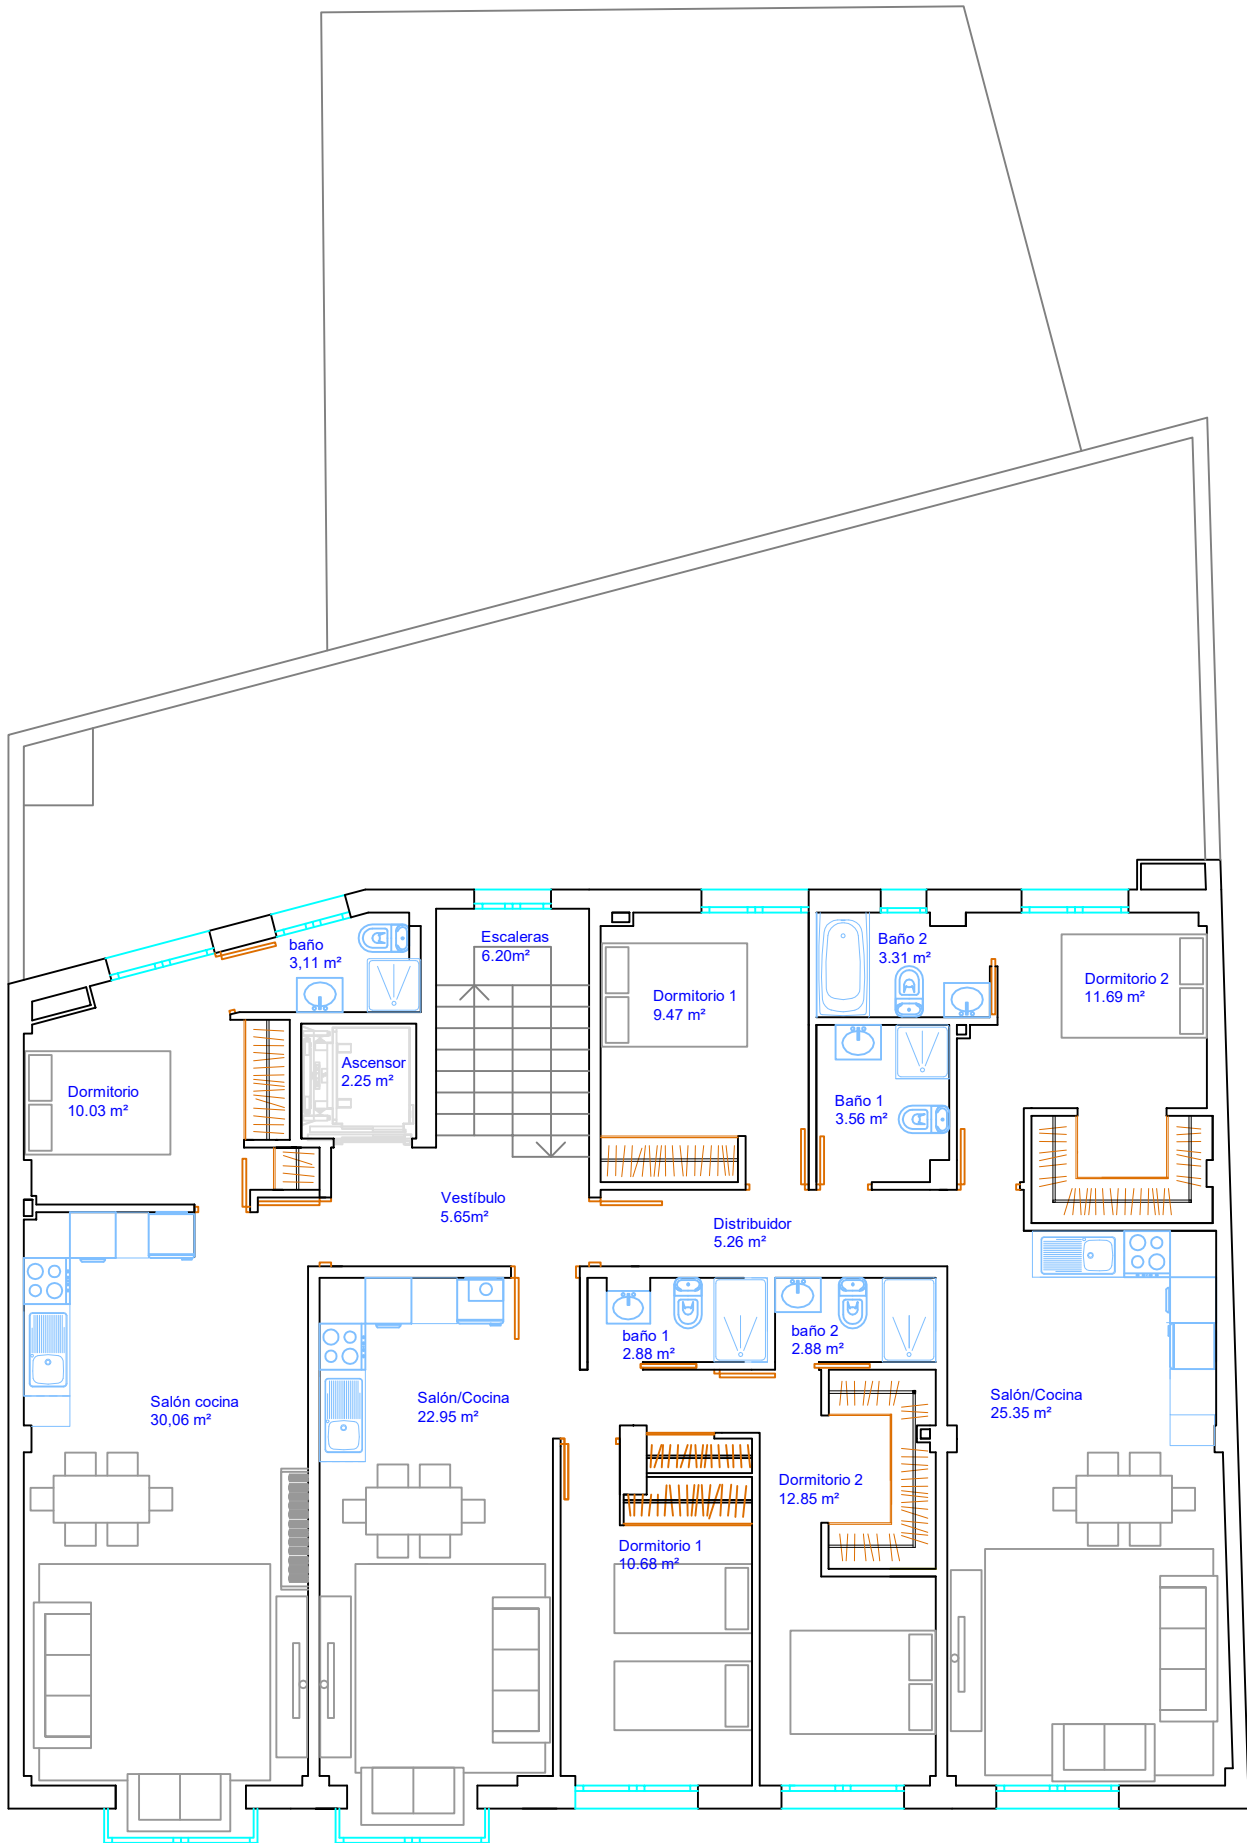 Escaleras
6.20m²
baño
3,11 m²
Baño 2
3.31 m²
Dormitorio 1
9.47 m²
Dormitorio 2
11.69 m²
Ascensor
2.25 m²
Dormitorio
10.03 m²
Baño 1
3.56 m²
Vestíbulo
5.65m²
Distribuidor
5.26 m²
baño 1
2.88 m²
baño 2
2.88 m²
Salón cocina
30,06 m²
Salón/Cocina
22.95 m²
Salón/Cocina
25.35 m²
Dormitorio 2
12.85 m²
Dormitorio 1
10.68 m²